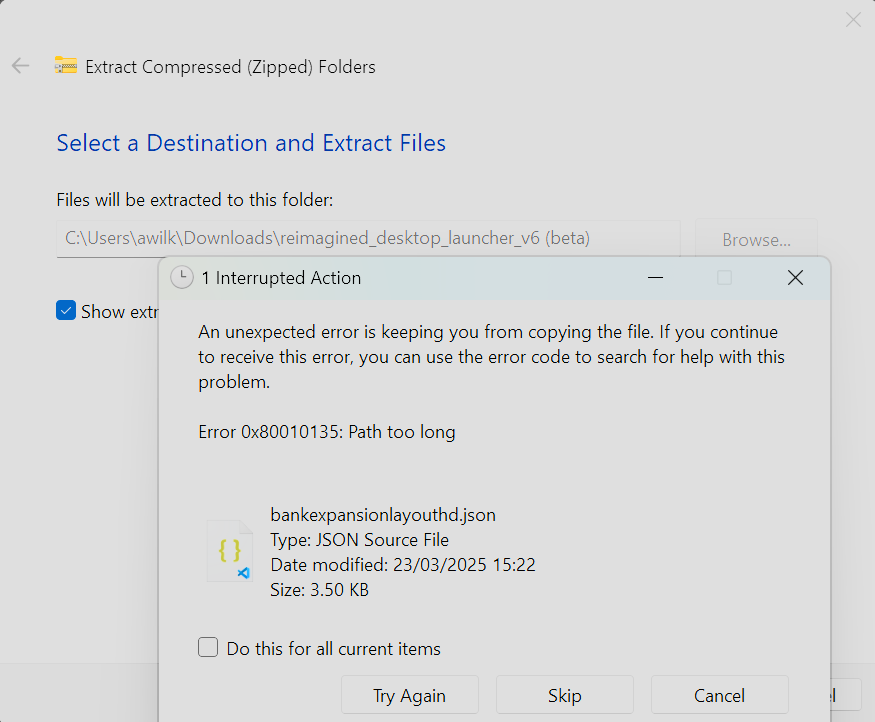 Extract Compressed (Zipped) Folders
Select a Destination and Extract Files
Files will be extracted to this folder:
C:\Users\awilk\Downloads\reimagined_desktop_launcher_v6 (beta)
Browse...
1 Interrupted Action
Show extr
An unexpected error is keeping you from copying the file. If you continue
to receive this error, you can use the error code to search for help with this
problem.
Error 0x80010135: Path too long
bankexpansionlayouthd.json
Type: JSON Source File
Date modified: 23/03/2025 15:22
Size: 3.50 KB
Do this for all current items
Try Again
Skip
Cancel
el